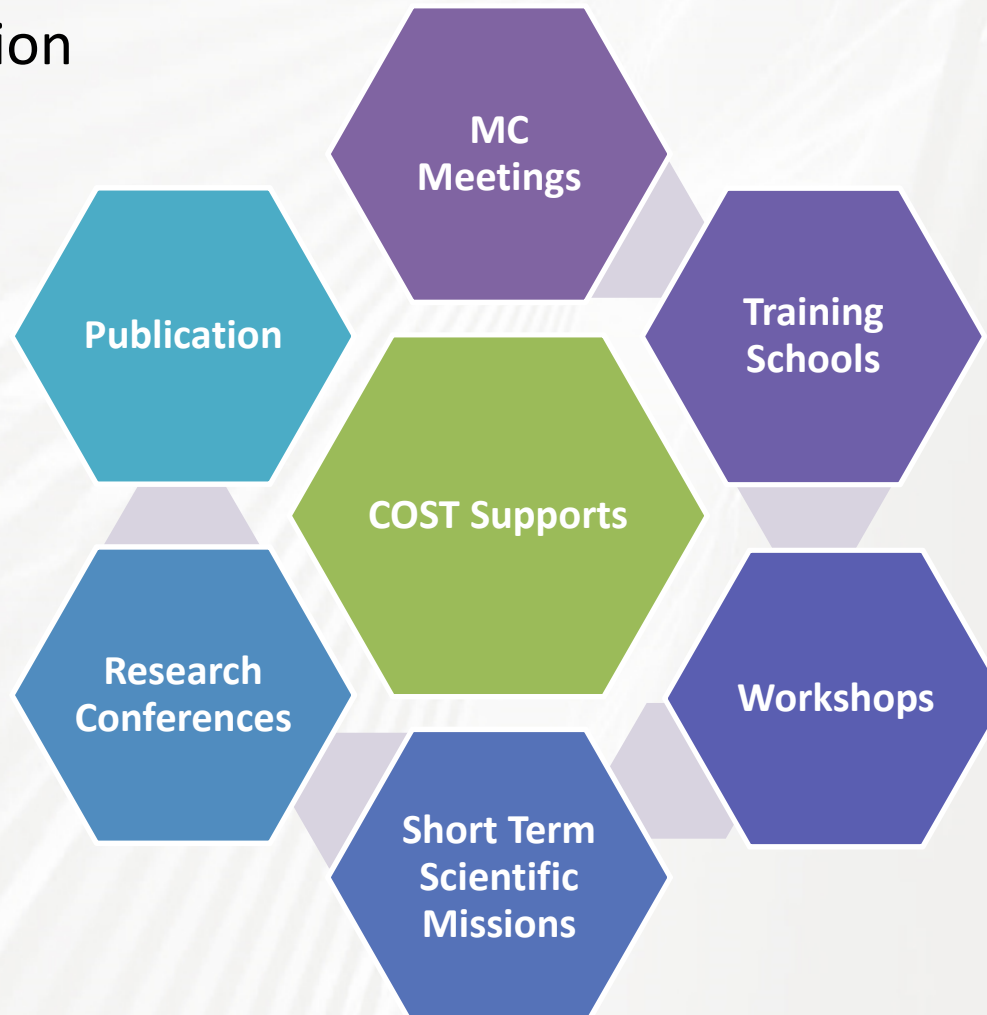 ion
MC
Meetings
Publication
Training
Schools
COST Supports
Research
Conferences
Workshops
Short Term
Scientific
Missions